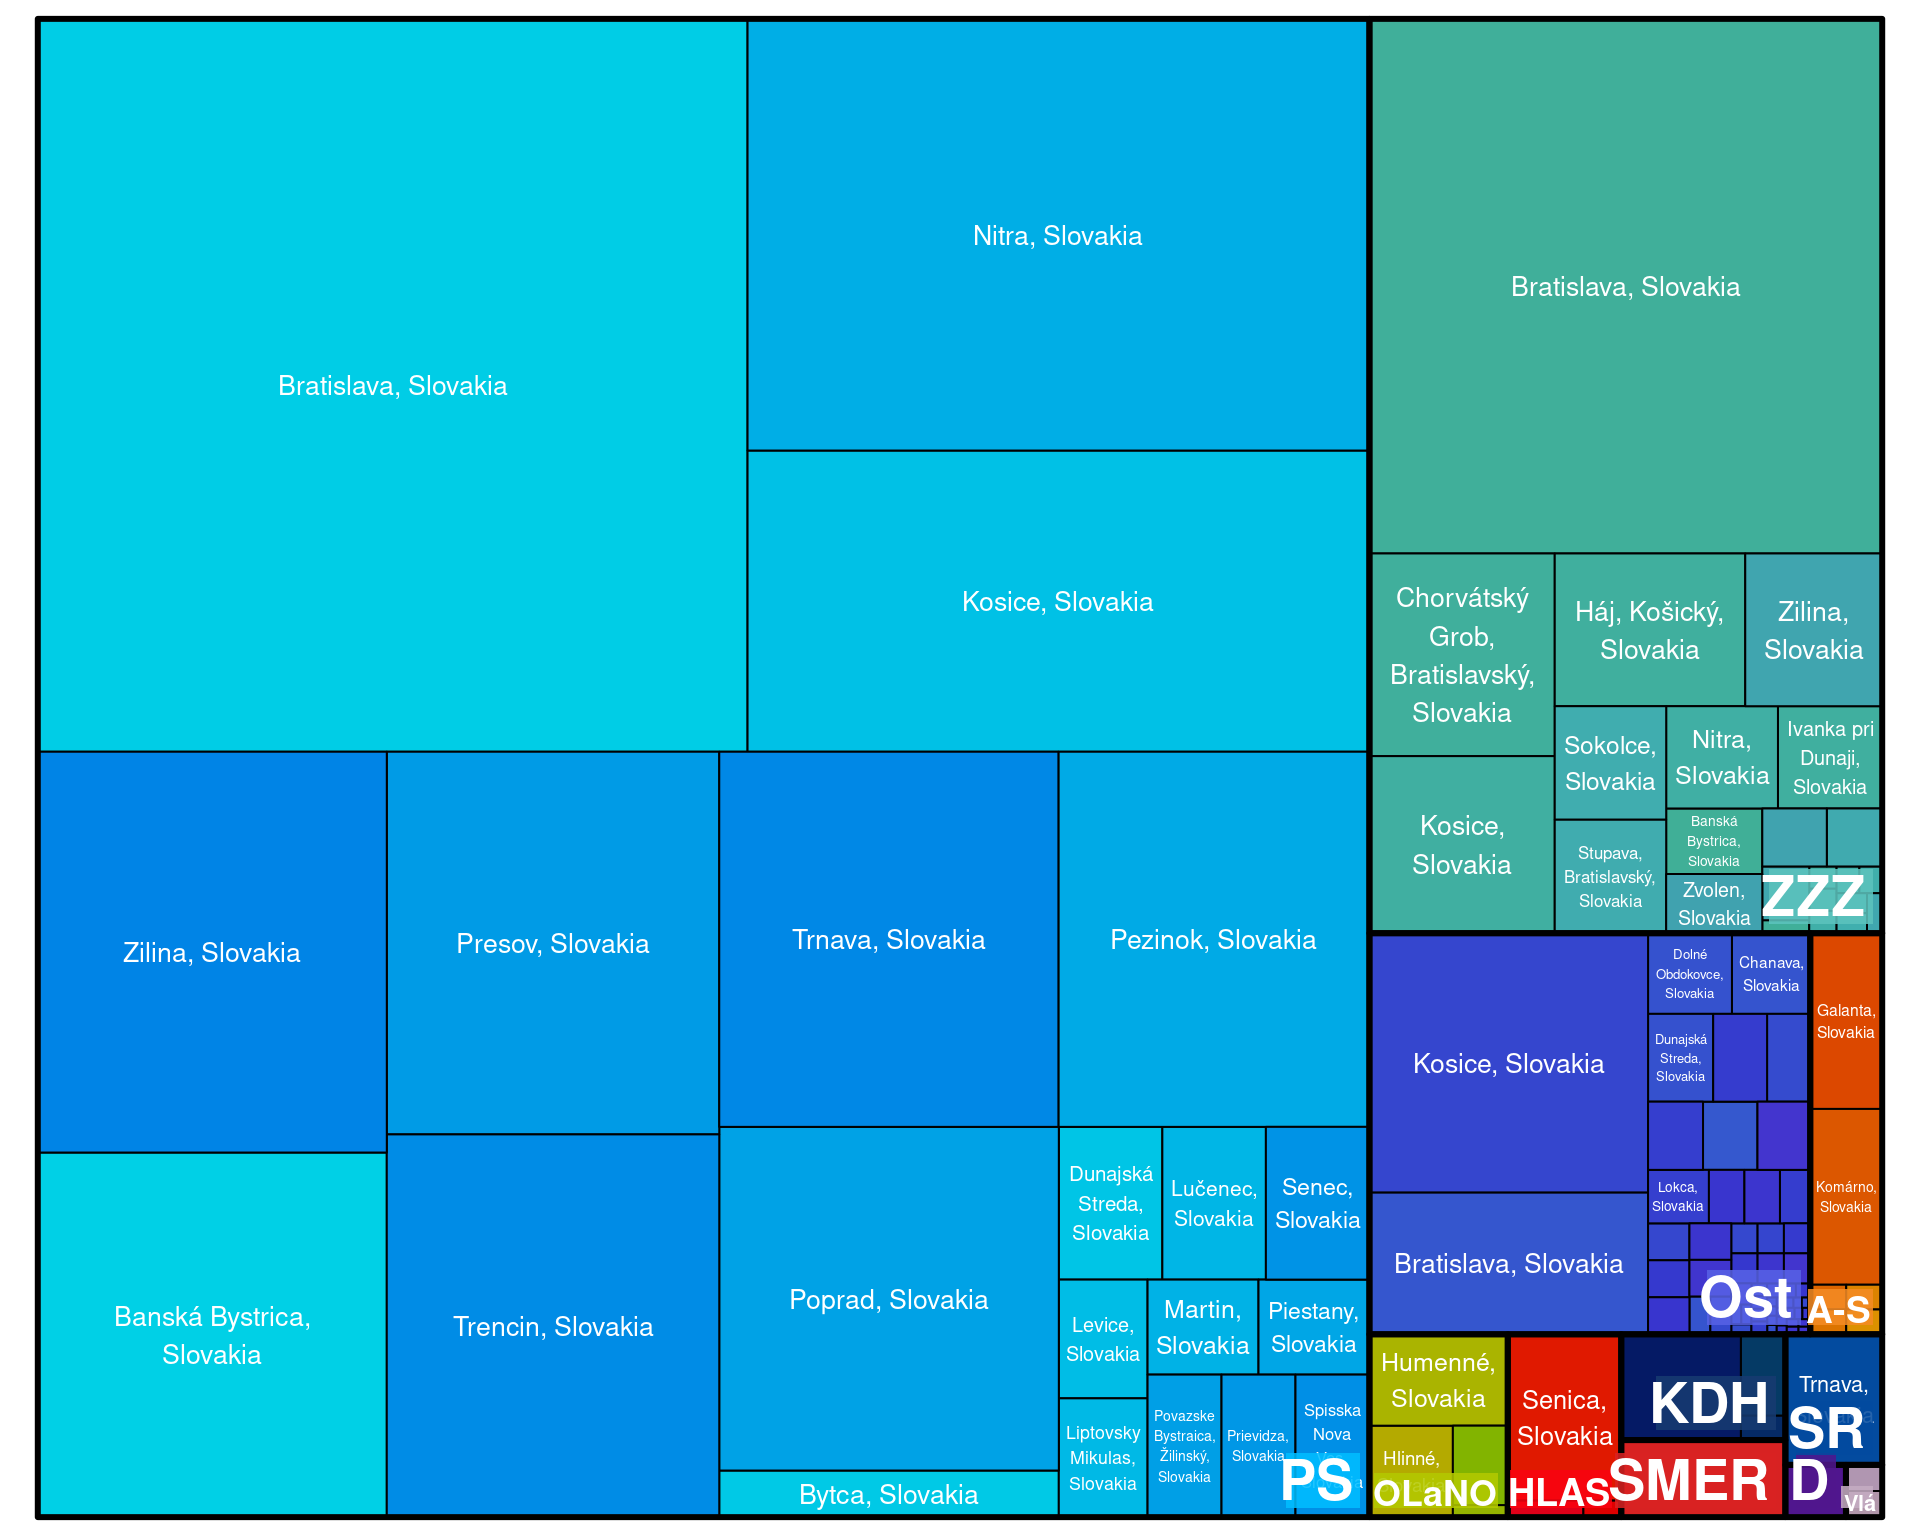 Bratislava, Slovakia
Nitra, Slovakia
Kosice, Slovakia
Zilina, Slovakia
Presov, Slovakia
Trnava, Slovakia
Pezinok, Slovakia
Banská Bystrica,
Slovakia
Trencin, Slovakia
Poprad, Slovakia
Bytca, Slovakia
Dunajská
Streda,
Slovakia
Lučenec,
Slovakia
Senec,
Slovakia
Levice,
Slovakia
Martin,
Slovakia
Piestany,
Slovakia
Liptovsky
Mikulas,
Slovakia
Povazske
Bystraica,
Žilinský,
Slovakia
Prievidza,
Slovakia
Spisska
Nova
PS
Bratislava, Slovakia
Chorvátský
Grob,
Bratislavský,
Slovakia
Háj, Košický,
Slovakia
Zilina,
Slovakia
Kosice,
Slovakia
Sokolce,
Slovakia
Nitra,
Slovakia
Ivanka pri
Dunaji,
Slovakia
Stupava,
Bratislavský,
Slovakia
Banská
Bystrica,
Slovakia
Zvolen,
Slovakia
ZZZ
Kosice, Slovakia
Bratislava, Slovakia
Dolné
Obdokovce,
Slovakia
Chanava,
Slovakia
Dunajská
Streda,
Slovakia
Lokca,
Slovakia
Ost
Galanta,
Slovakia
Komárno,
Slovakia
A-S
Humenné,
Slovakia
Hlinné,
OLaNO
Senica,
Slovakia
HLAS
KDH
SMER
Trnava,
SR
D
Vlá